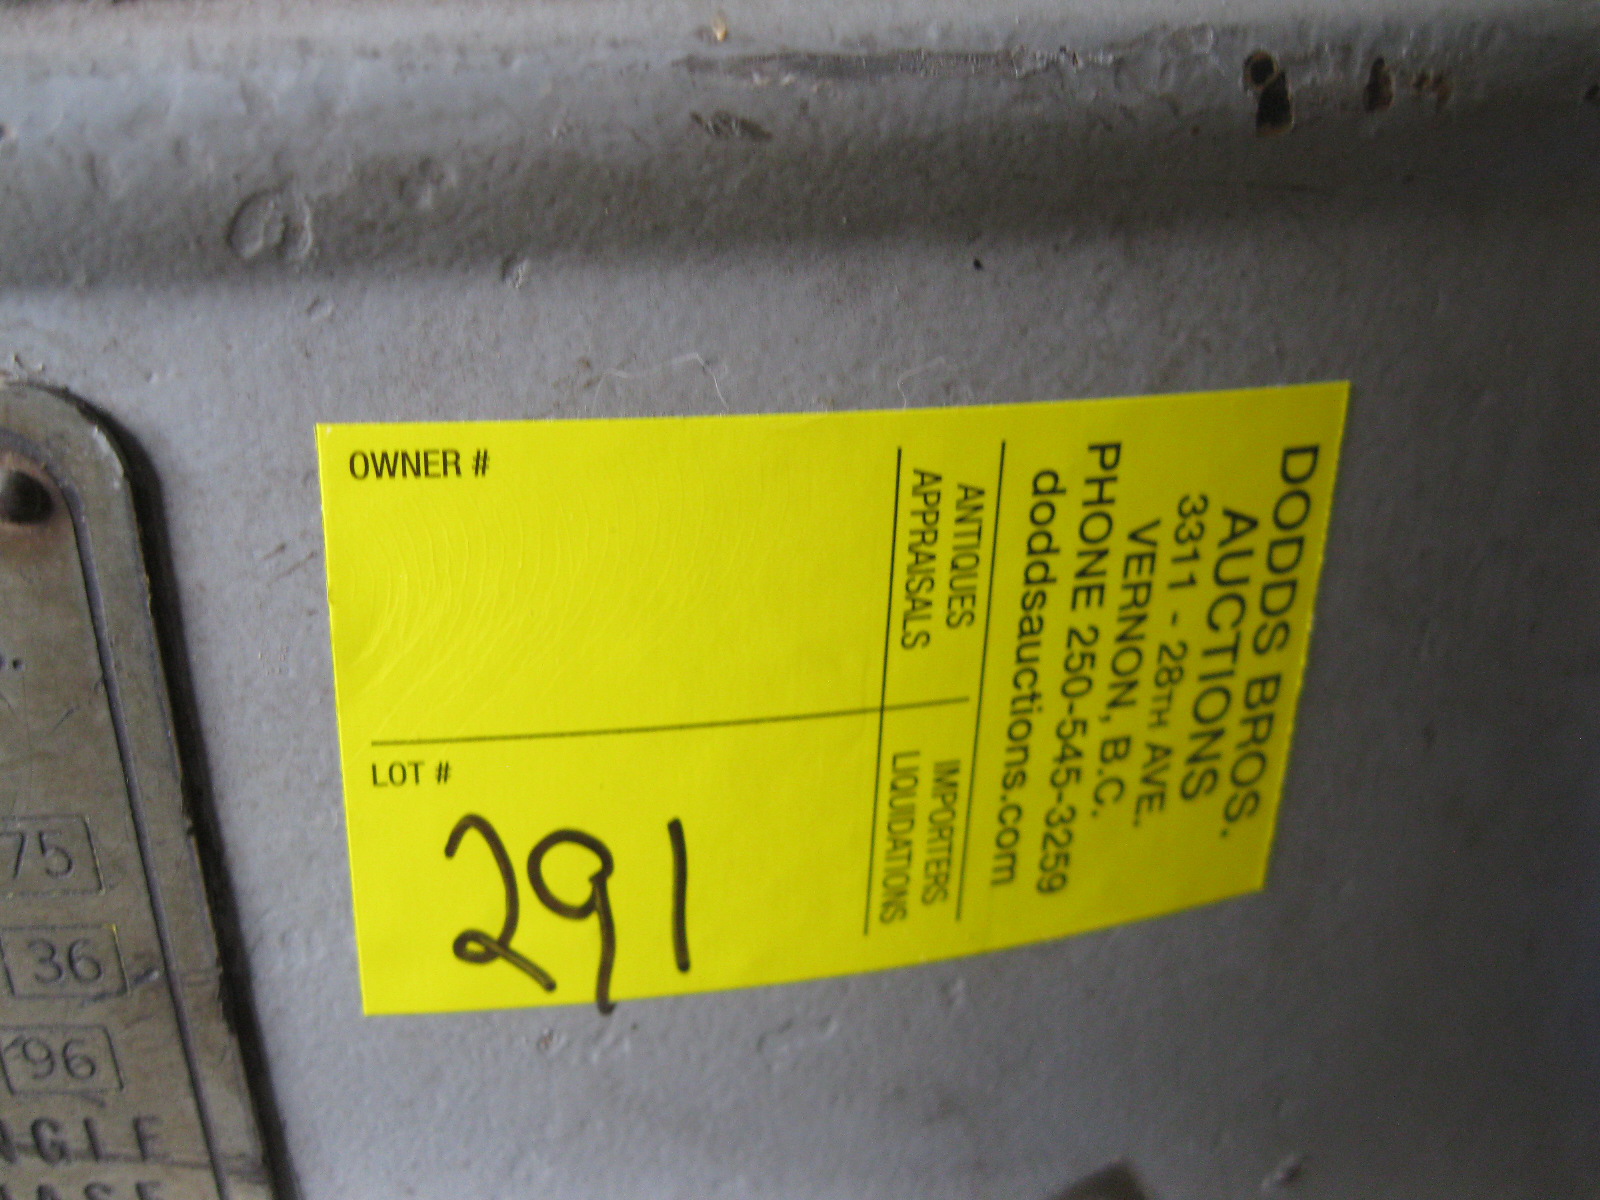 DODDS BROS.
AUCTIONS
3311 - 28TH AVE.
VERNON, B.C.
PHONE 250-545-3259
doddsauctions.com
ANTIQUES IMPORTERS
APPRAISALS LIQUIDATIONS
OWNER #
LOT #
291
75
36
96